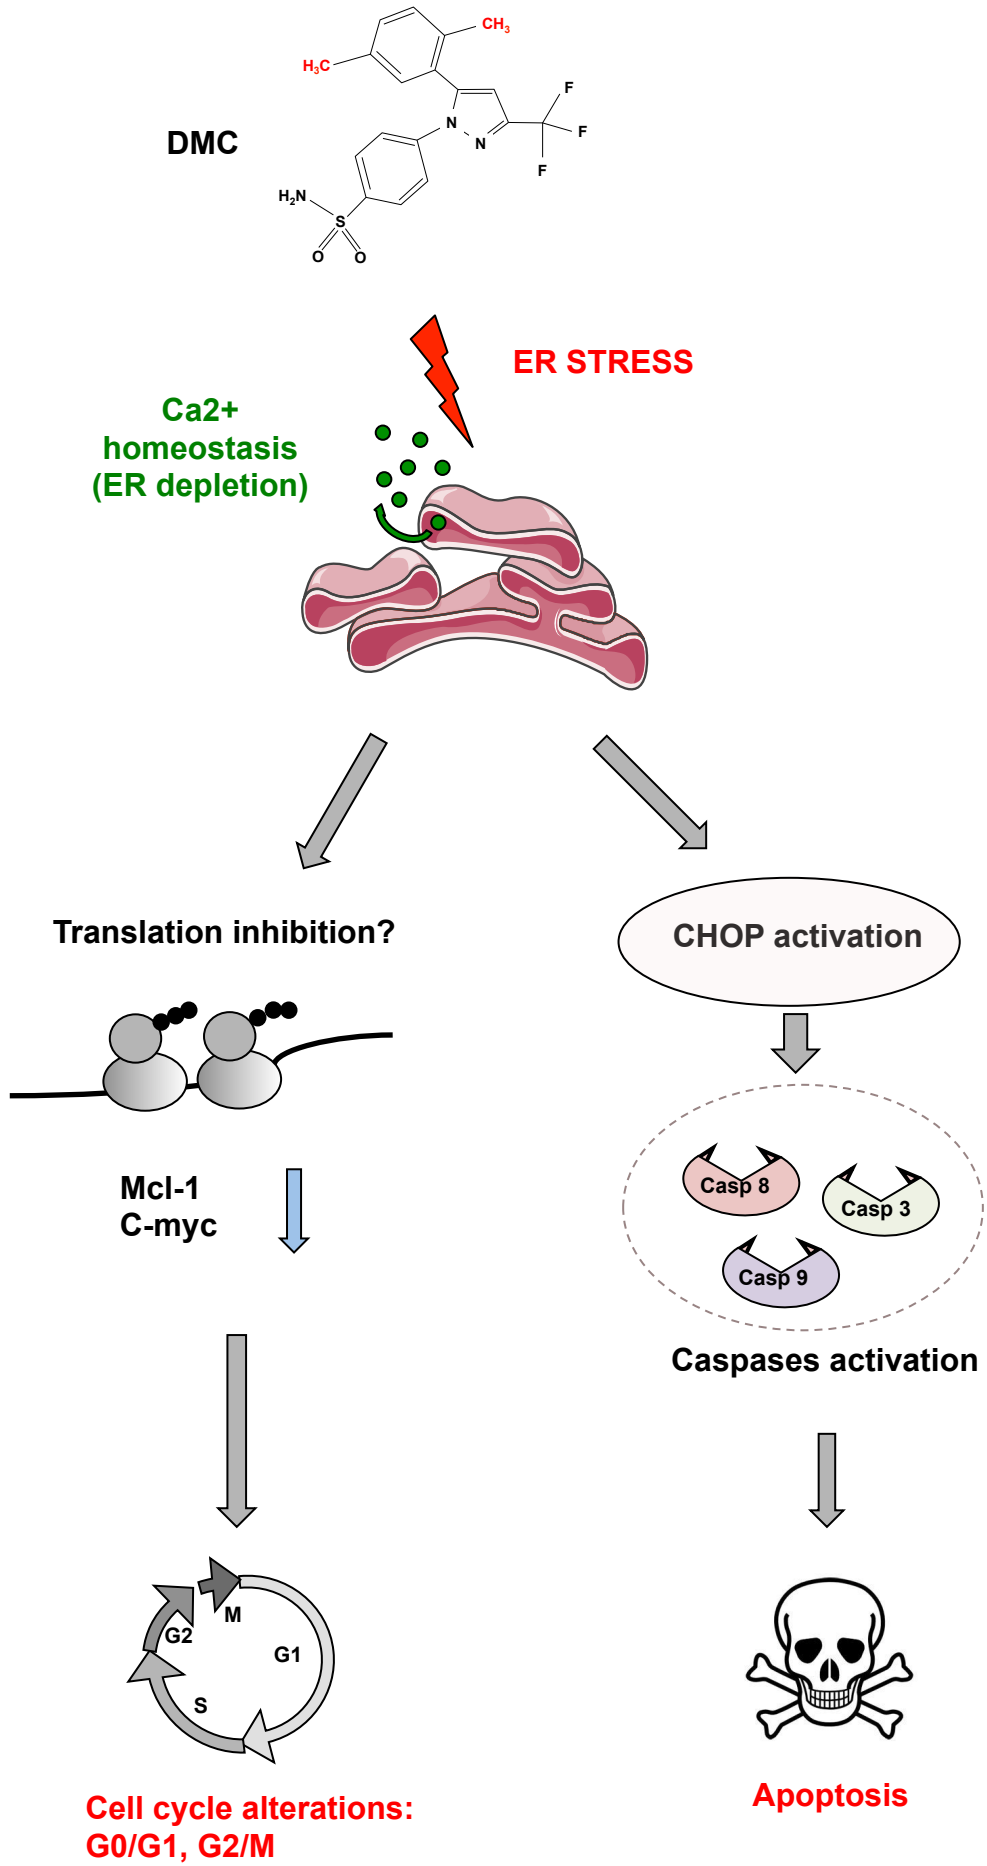 CH₃
H₃C
F
F
F
N
N
DMC
H₂N
S
O
O
ER STRESS
Ca2+
homeostasis
(ER depletion)
Translation inhibition?
CHOP activation
Mcl-1
C-myc
Casp 8
Casp 3
Casp 9
Caspases activation
M
G2
G1
S
Cell cycle alterations:
G0/G1, G2/M
Apoptosis